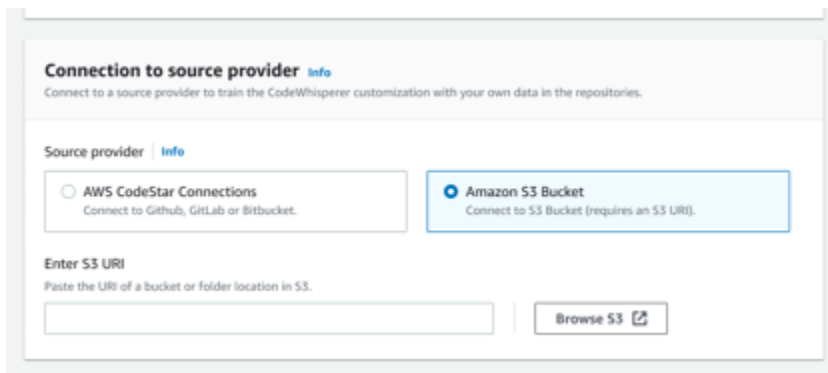 Connection to source provider Info
Connect to a source provider to train the CodeWhisperer customization with your own data in the repositories.
Source provider Info
AWS CodeStar Connections
Connect to Github, GitLab or Bitbucket.
Amazon S3 Bucket
Connect to S3 Bucket (requires an S3 URI).
Enter S3 URI
Paste the URI of a bucket or folder location in S3.
Browse S3